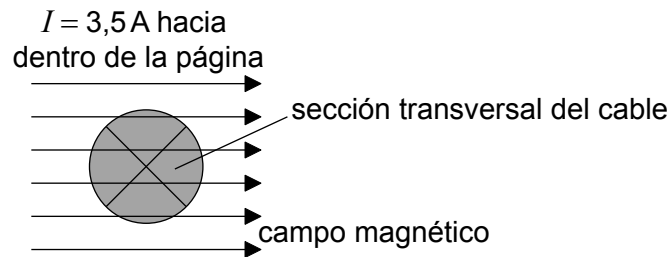 I = 3,5 A hacia
dentro de la página
sección transversal del cable
campo magnético